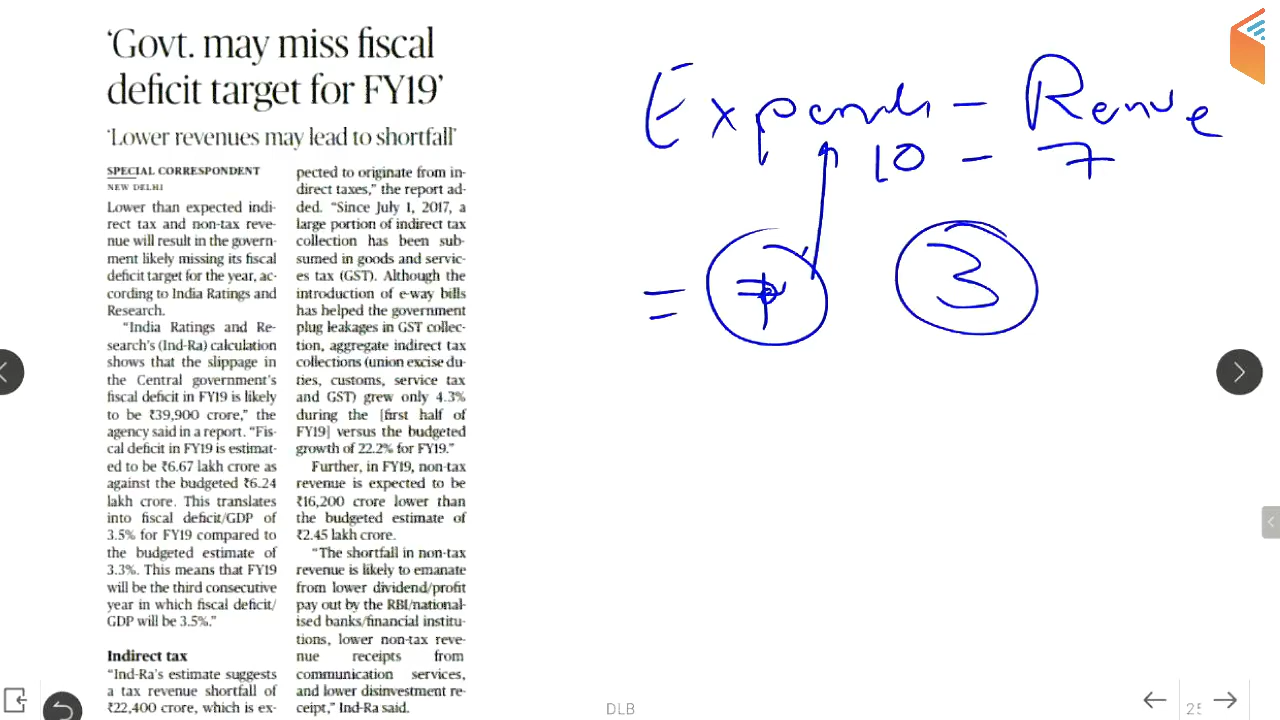 ‘Govt. may miss fiscal
deficit target for FY19’
‘Lower revenues may lead to shortfall’
SPECIAL CORRESPONDENT
NEW DELHI
Lower than expected indi-
rect tax and non-tax reve-
nue will result in the govern-
ment likely missing its fiscal
deficit target for the year, ac-
cording to India Ratings and
Research.
“India Ratings and Re-
search's (Ind-Ra) calculation
shows that the slippage in
the Central government's
fiscal deficit in FY19 is likely
to be ₹39,900 crore,” the
agency said in a report. “Fis-
cal deficit in FY19 is estimat-
ed to be ₹6.67 lakh crore as
against the budgeted ₹6.24
lakh crore. This translates
into fiscal deficit/GDP of
3.5% for FY19 compared to
the budgeted estimate of
3.3%. This means that FY19
will be the third consecutive
year in which fiscal deficit/
GDP will be 3.5%.”
Indirect tax
“Ind-Ra's estimate suggests
a tax revenue shortfall of
₹22,400 crore, which is ex-
pected to originate from in-
direct taxes,” the report ad-
ded. “Since July 1, 2017, a
large portion of indirect tax
collection has been sub-
sumed in goods and servic-
es tax (GST). Although the
introduction of e-way bills
has helped the government
plug leakages in GST collec-
tion, aggregate indirect tax
collections (union excise du-
ties, customs, service tax
and GST) grew only 4.3%
during the [first half of
FY19] versus the budgeted
growth of 22.2% for FY19.”
Further, in FY19, non-tax
revenue is expected to be
₹16,200 crore lower than
the budgeted estimate of
₹2.45 lakh crore.
“The shortfall in non-tax
revenue is likely to emanate
from lower dividend/profit
pay out by the RBI/national-
ised banks/financial institu-
tions, lower non-tax reve-
nue receipts from
communication services,
and lower disinvestment re-
ceipt,” Ind-Ra said.
10 - 7
= 3
DLB
25